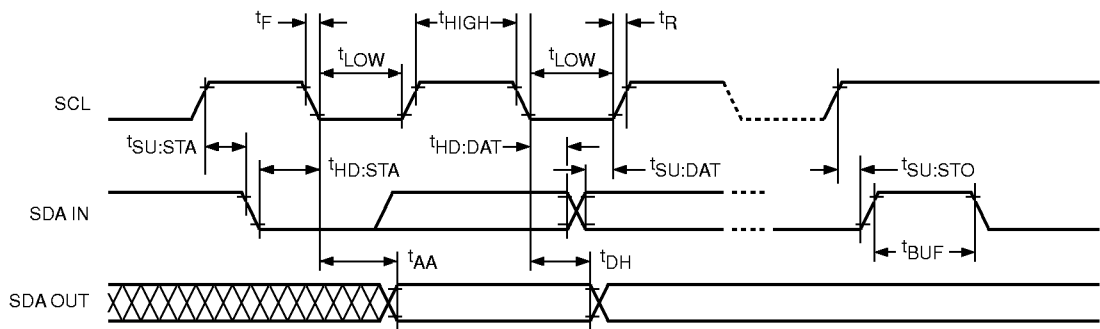 tF
tHIGH
tR
tLOW
tLOW
SCL
tSU:STA
tHD:DAT
tHD:STA
tSU:DAT
tSU:STO
SDA IN
tBUF
tAA
tDH
SDA OUT